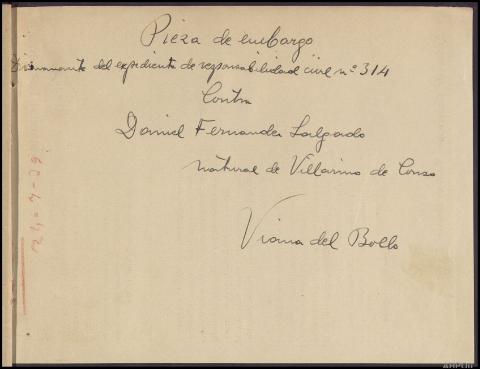 Pieza de embargo
Dimanante del expediente de responsabilidad civil nº 314
Contra
Daniel Fernandez Salgado
natural de Villarino de Conso
Viana del Bollo
24-9-39